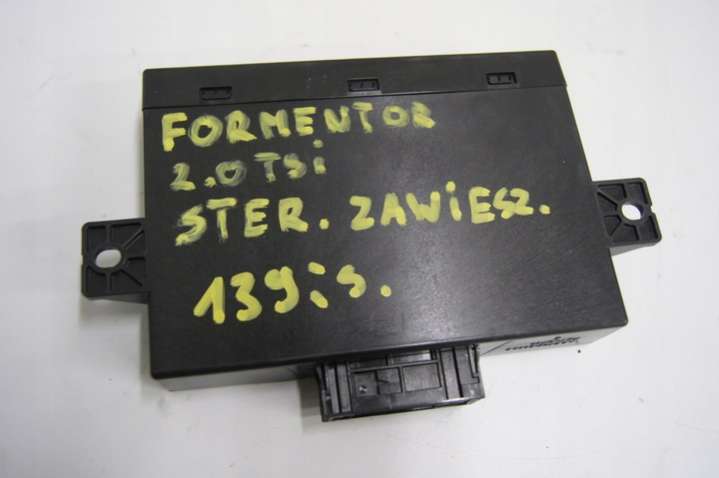 FORMENTOR
2.0 TSi
STER. ZAWiESZ.
139:s.